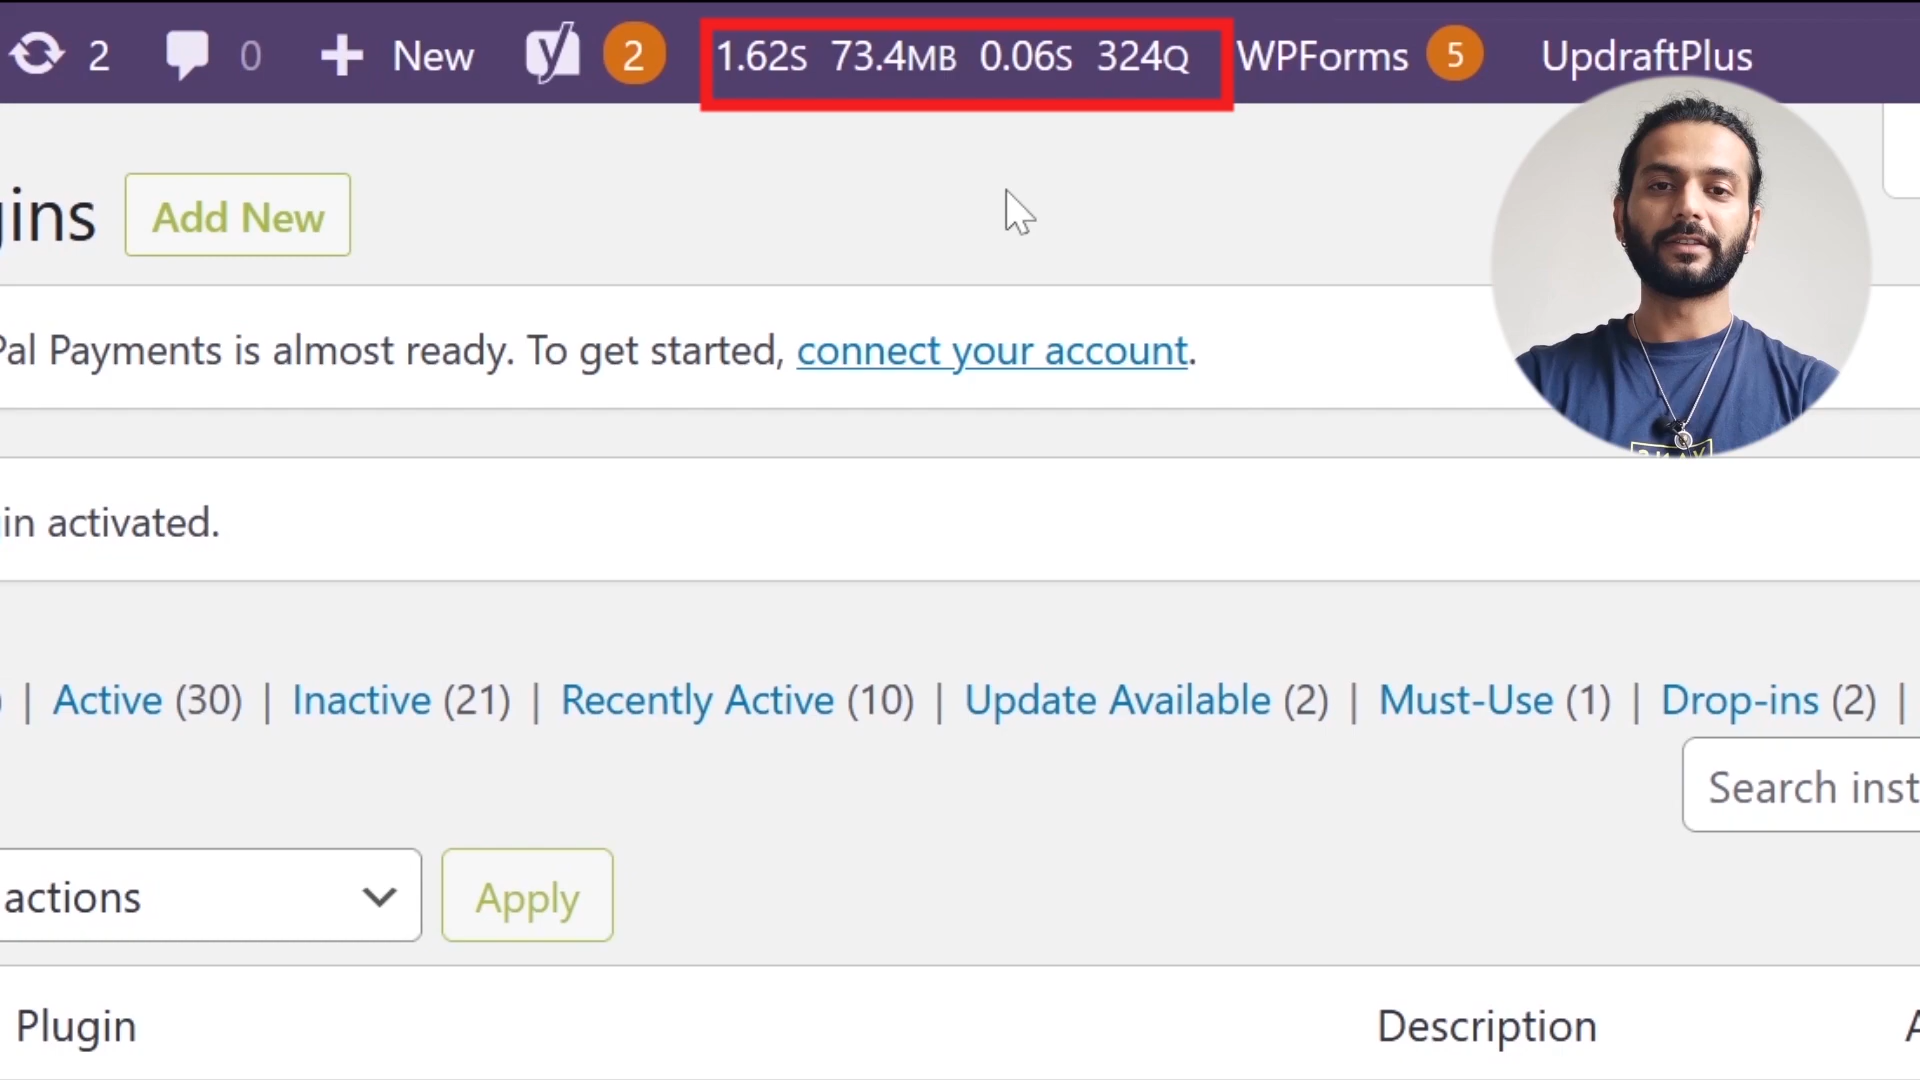 2 0 New 2 1.62s 73.4MB 0.06s 324Q WPForms 5 UpdraftPlus
gins Add New
Pal Payments is almost ready. To get started, connect your account.
in activated.
) | Active (30) | Inactive (21) | Recently Active (10) | Update Available (2) | Must-Use (1) | Drop-ins (2) |
Search inst
actions Apply
Plugin Description A